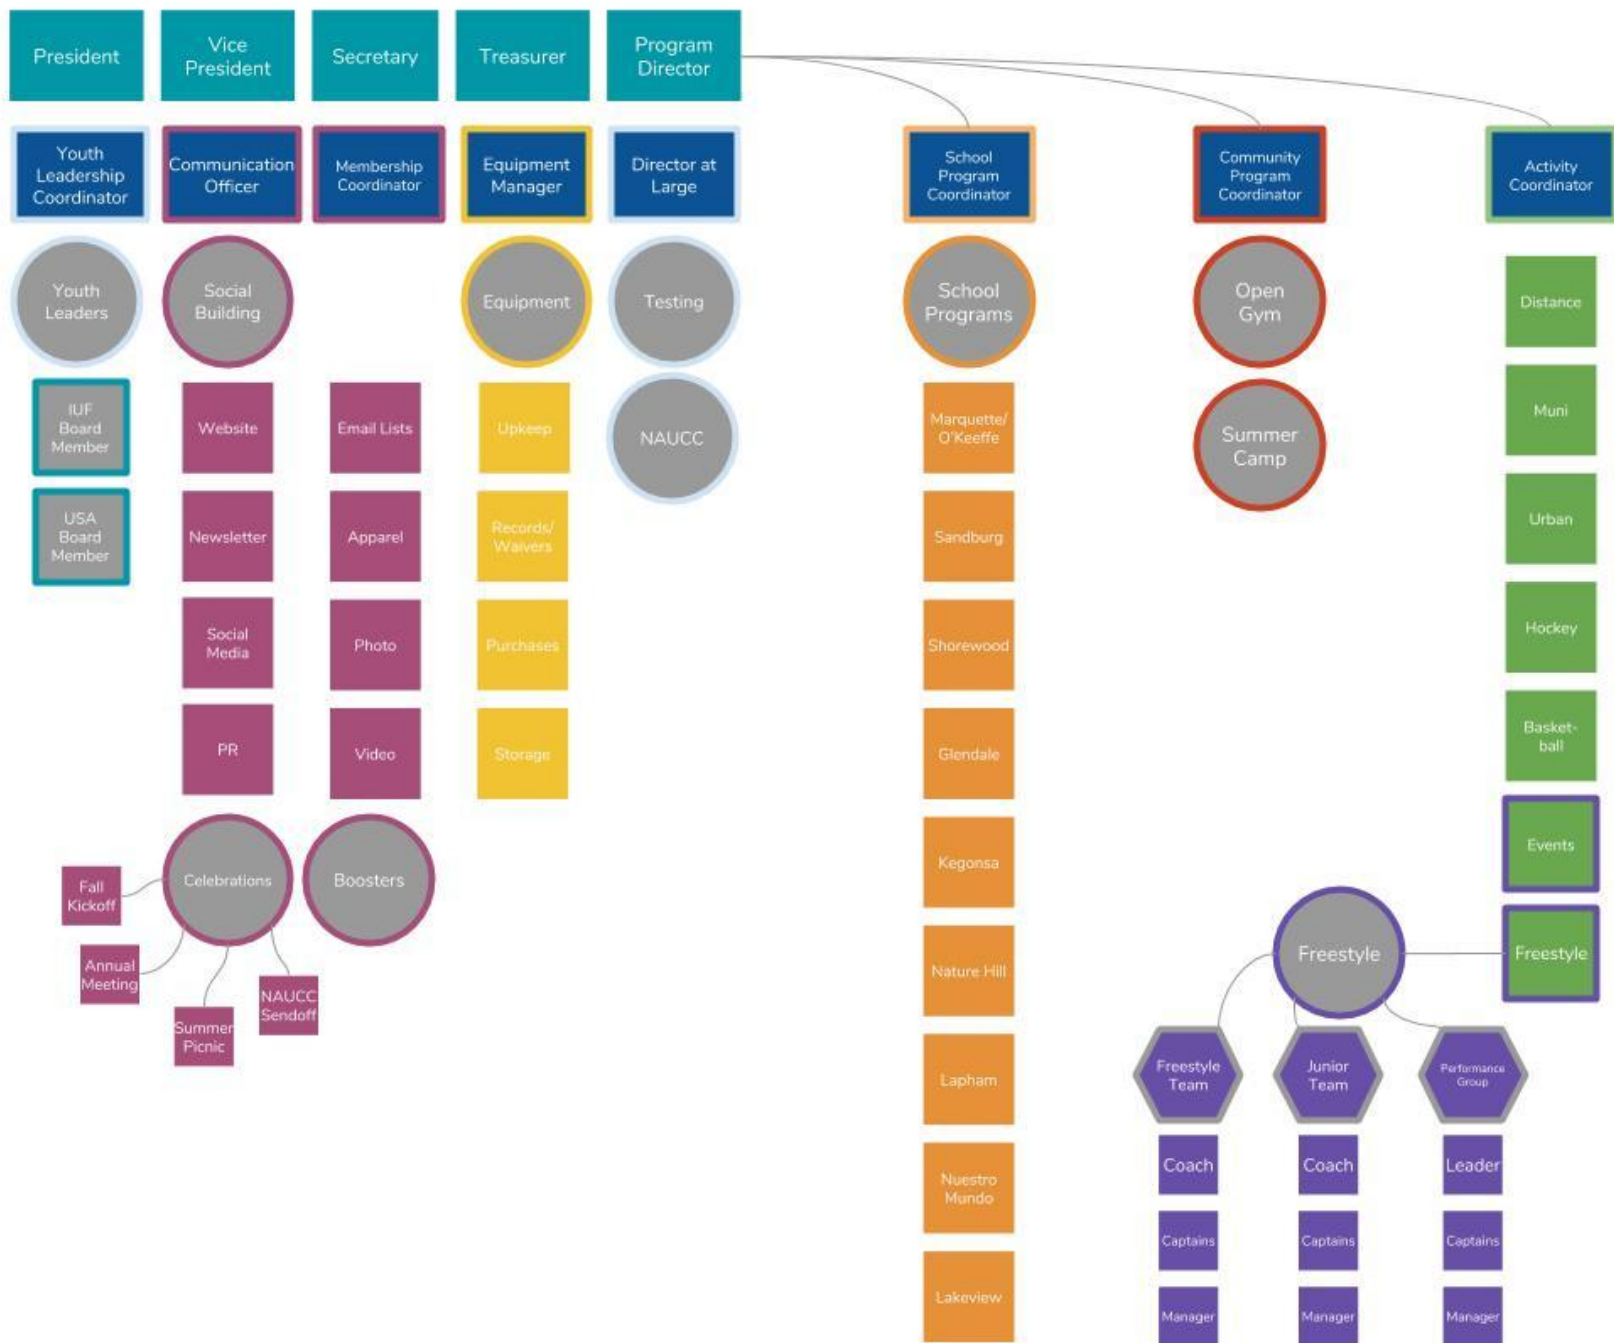 President
Vice
President
Secretary
Treasurer
Program
Director
Youth
Leadership
Coordinator
Communication
Officer
Membership
Coordinator
Equipment
Manager
Director at
Large
School
Program
Coordinator
Community
Program
Coordinator
Activity
Coordinator
Youth
Leaders
Social
Building
Equipment
Testing
School
Programs
Open
Gym
Distance
IUF
Board
Member
Website
Email Lists
Upkeep
NAUCC
Marquette/
O'Keeffe
Summer
Camp
Muni
USA
Board
Member
Newsletter
Apparel
Records/
Waivers
Sandburg
Urban
Social
Media
Photo
Purchases
Shorewood
Hockey
PR
Video
Storage
Glendale
Basket-
ball
Fall
Kickoff
Celebrations
Boosters
Kegonsa
Events
Annual
Meeting
Summer
Picnic
NAUCC
Sendoff
Nature Hill
Freestyle
Freestyle
Lapham
Freestyle
Team
Junior
Team
Performance
Group
Nuestro
Mundo
Coach
Coach
Leader
Captains
Captains
Captains
Lakeview
Manager
Manager
Manager